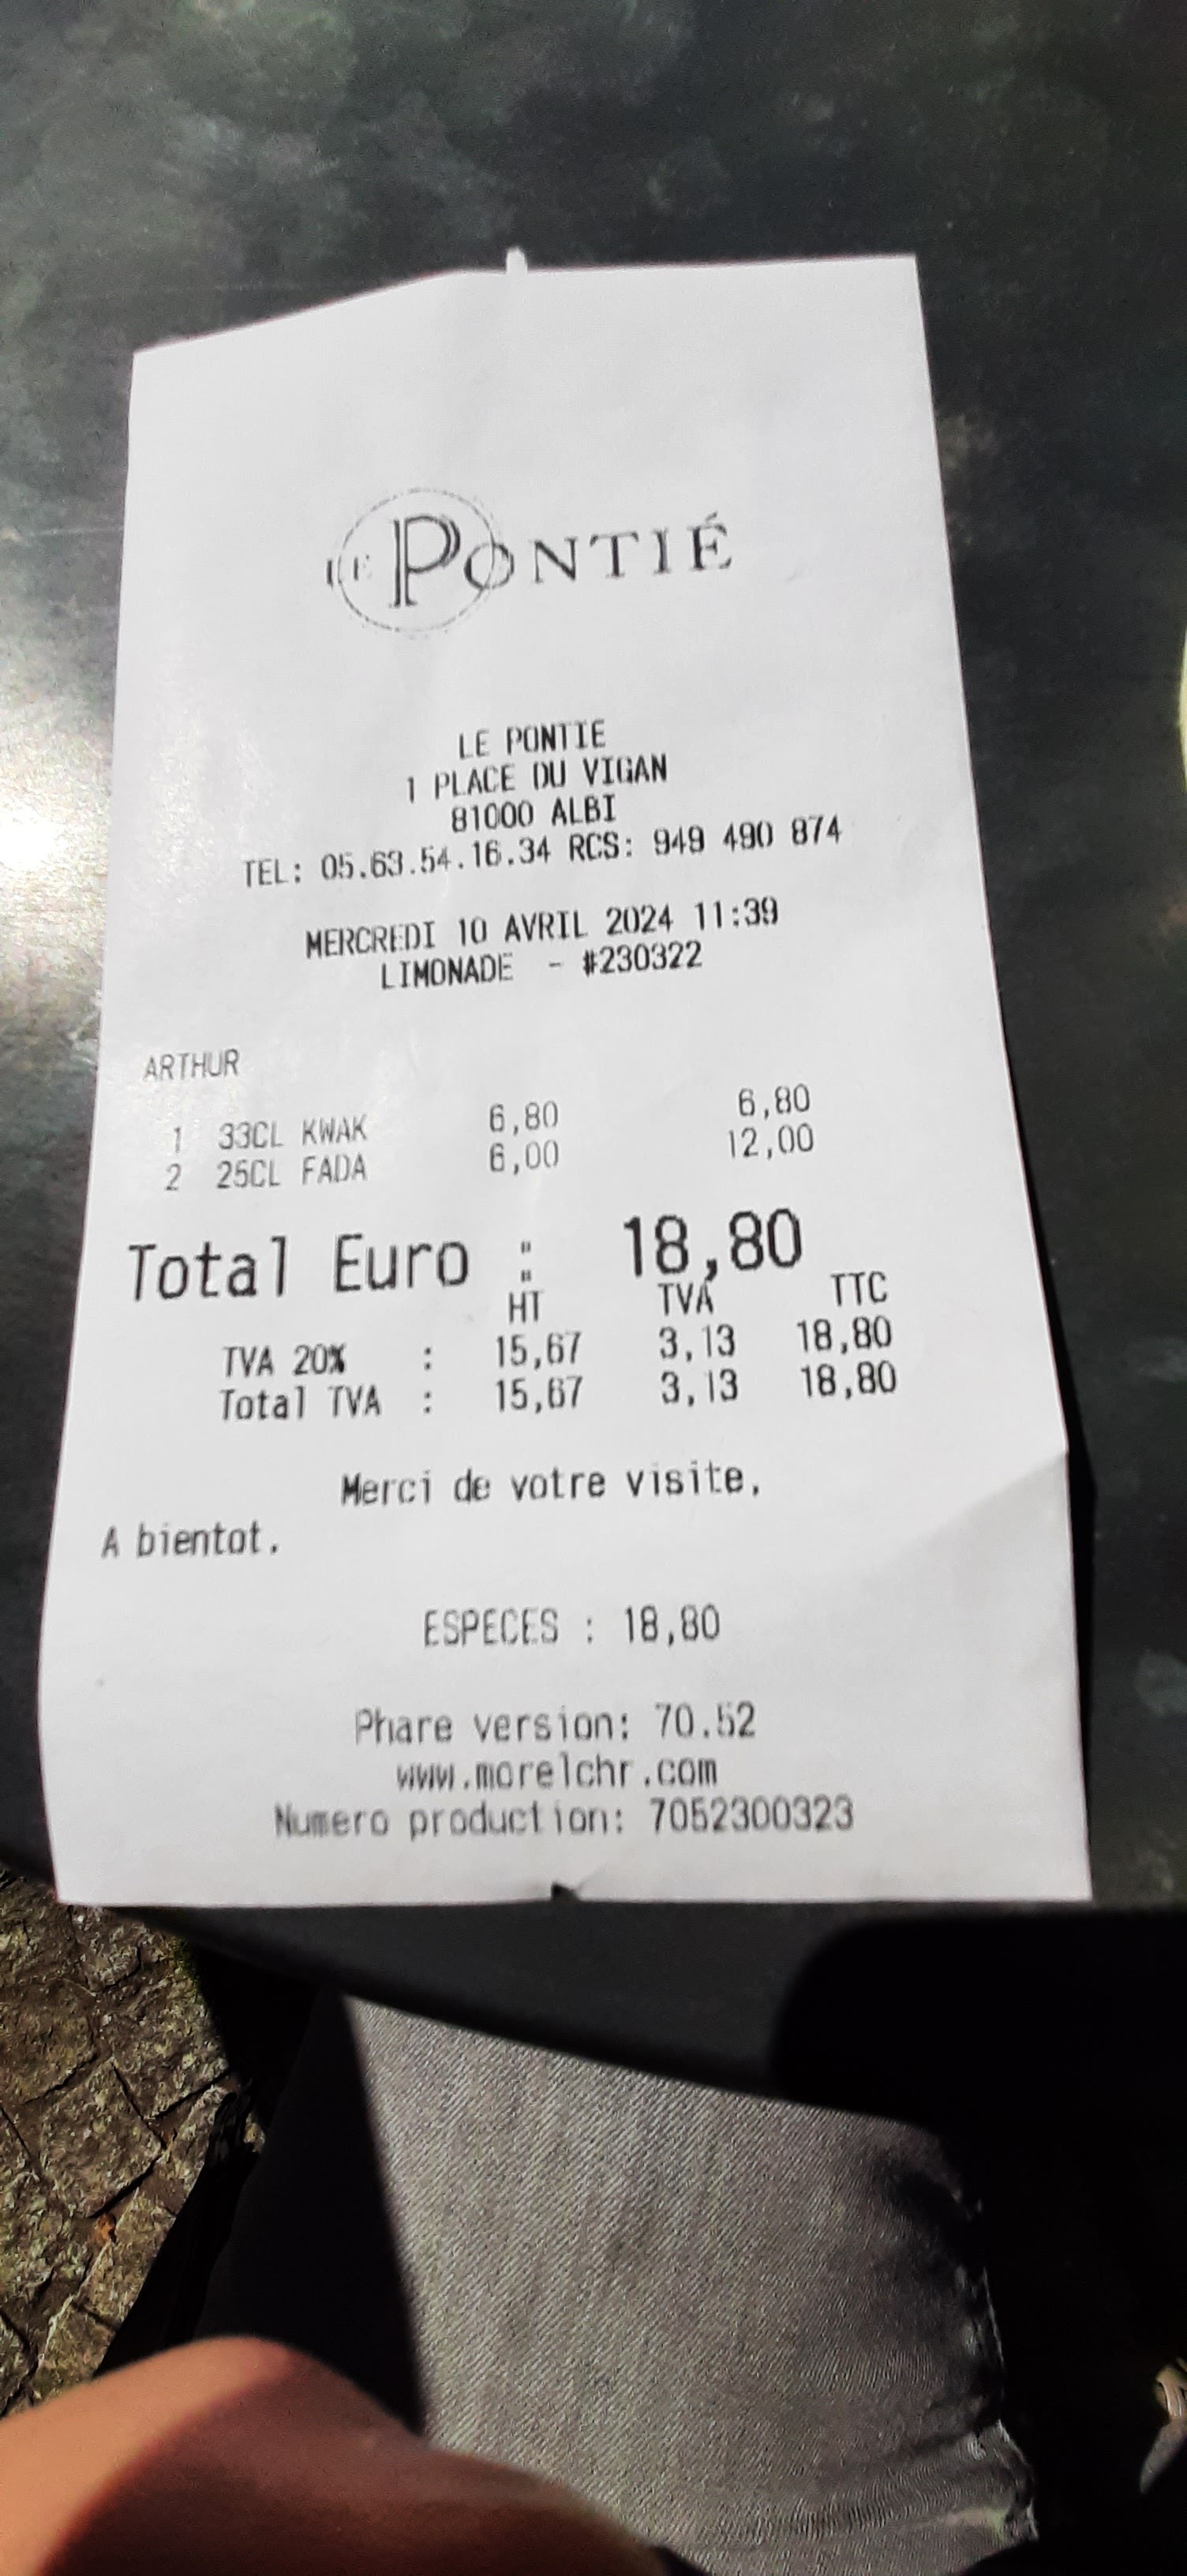 LE PONTIÉ
LE PONTIE
1 PLACE DU VIGAN
81000 ALBI
TEL: 05.63.54.16.34 RCS: 949 490 874
MERCREDI 10 AVRIL 2024 11:39
LIMONADE - #230322
ARTHUR
1 33CL KWAK 6,80 6,80
2 25CL FADA 6,00 12,00
Total Euro : 18,80
HT TVA TTC
TVA 20% : 15,67 3,13 18,80
Total TVA : 15,67 3,13 18,80
Merci de votre visite,
A bientot.
ESPECES : 18,80
Phare version: 70.52
www.morelchr.com
Numero production: 7052300323